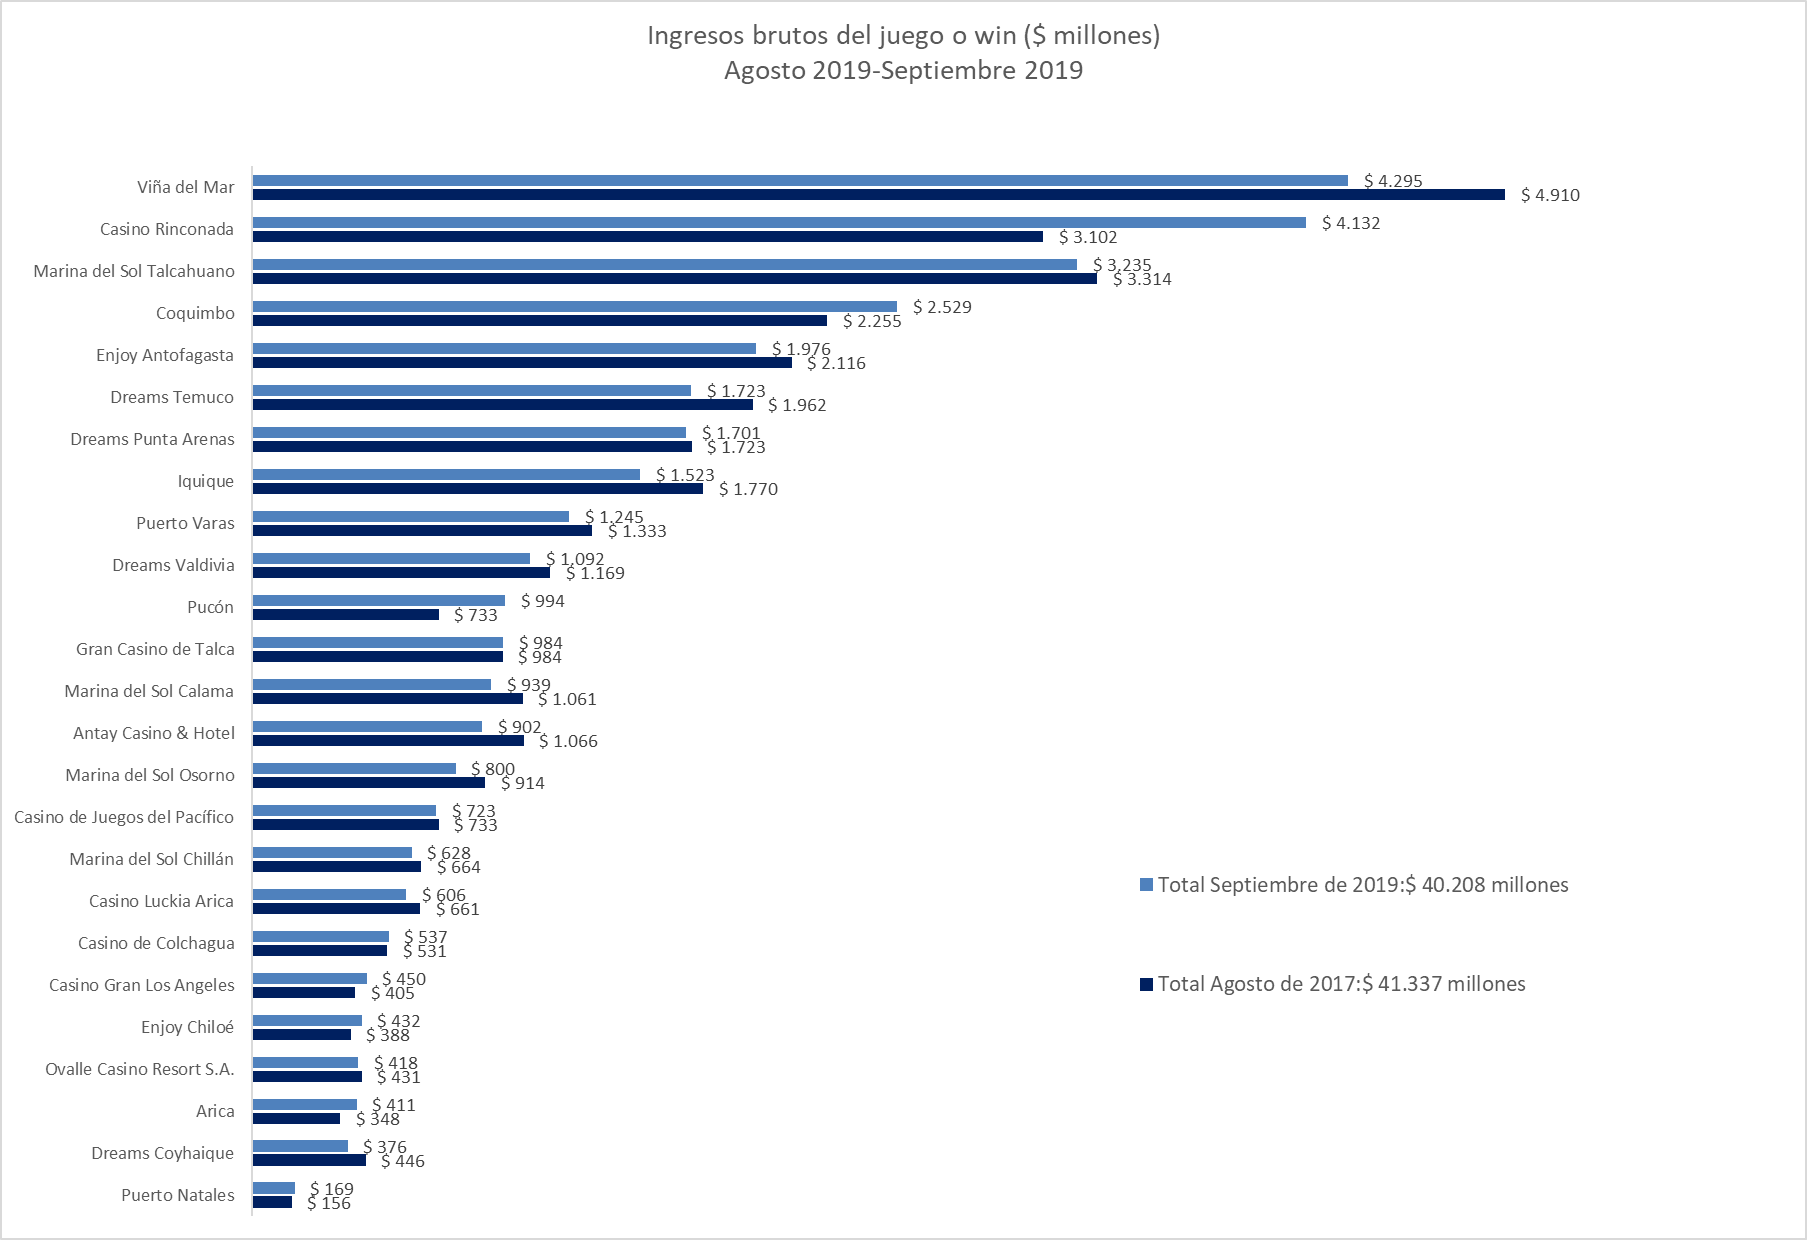 Ingresos brutos del juego o win ($ millones)
Agosto 2019-Septiembre 2019
Viña del Mar
$ 4.295
$ 4.910
Casino Rinconada
$ 4.132
$ 3.102
Marina del Sol Talcahuano
$ 3.235
$ 3.314
Coquimbo
$ 2.529
$ 2.255
Enjoy Antofagasta
$ 1.976
$ 2.116
Dreams Temuco
$ 1.723
$ 1.962
Dreams Punta Arenas
$ 1.701
$ 1.723
Iquique
$ 1.523
$ 1.770
Puerto Varas
$ 1.245
$ 1.333
Dreams Valdivia
$ 1.092
$ 1.169
Pucón
$ 994
$ 733
Gran Casino de Talca
$ 984
$ 984
Marina del Sol Calama
$ 939
$ 1.061
Antay Casino & Hotel
$ 902
$ 1.066
Marina del Sol Osorno
$ 800
$ 914
Casino de Juegos del Pacífico
$ 723
$ 733
Marina del Sol Chillán
$ 628
$ 664
Casino Luckia Arica
$ 606
$ 661
Casino de Colchagua
$ 537
$ 531
Casino Gran Los Angeles
$ 450
$ 405
Enjoy Chiloé
$ 432
$ 388
Ovalle Casino Resort S.A.
$ 418
$ 431
Arica
$ 411
$ 348
Dreams Coyhaique
$ 376
$ 446
Puerto Natales
$ 169
$ 156
Total Septiembre de 2019:$ 40.208 millones
Total Agosto de 2017:$ 41.337 millones